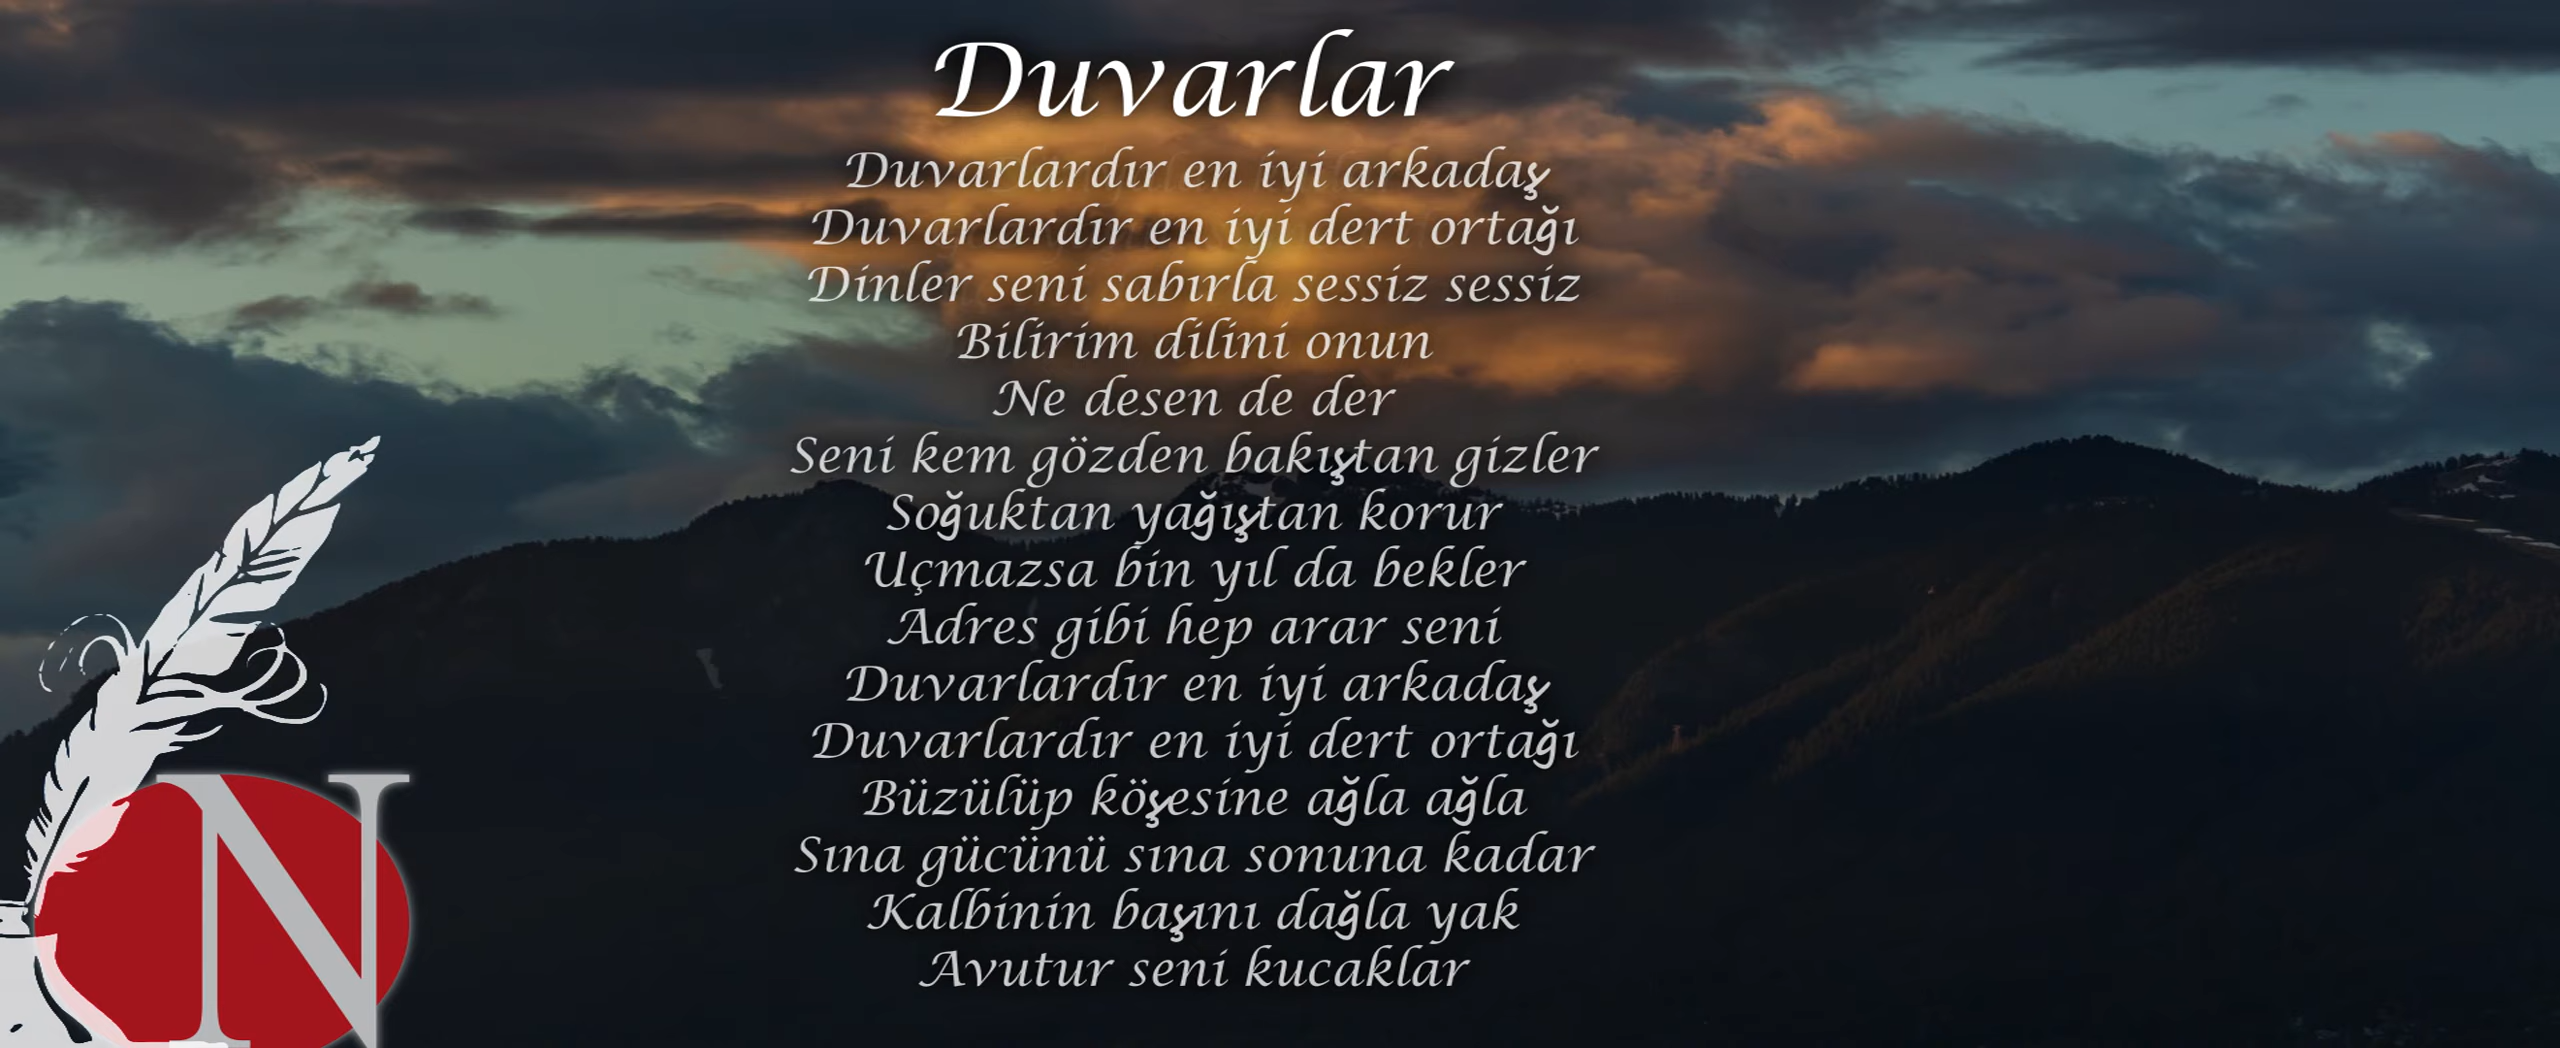 Duvarlar
Duvarlardır en iyi arkadaş
Duvarlardır en iyi dert ortağı
Dinler seni sabırla sessiz sessiz
Bilirim dilini onun
Ne desen de der
Seni kem gözden bakıştan gizler
Soğuktan yağıştan korur
Uçmazsa bin yıl da bekler
Adres gibi hep arar seni
Duvarlardır en iyi arkadaş
Duvarlardır en iyi dert ortağı
Büzülüp köşesine ağla ağla
Sına gücünü sına sonuna kadar
Kalbinin başını dağla yak
Avutur seni kucaklar
N